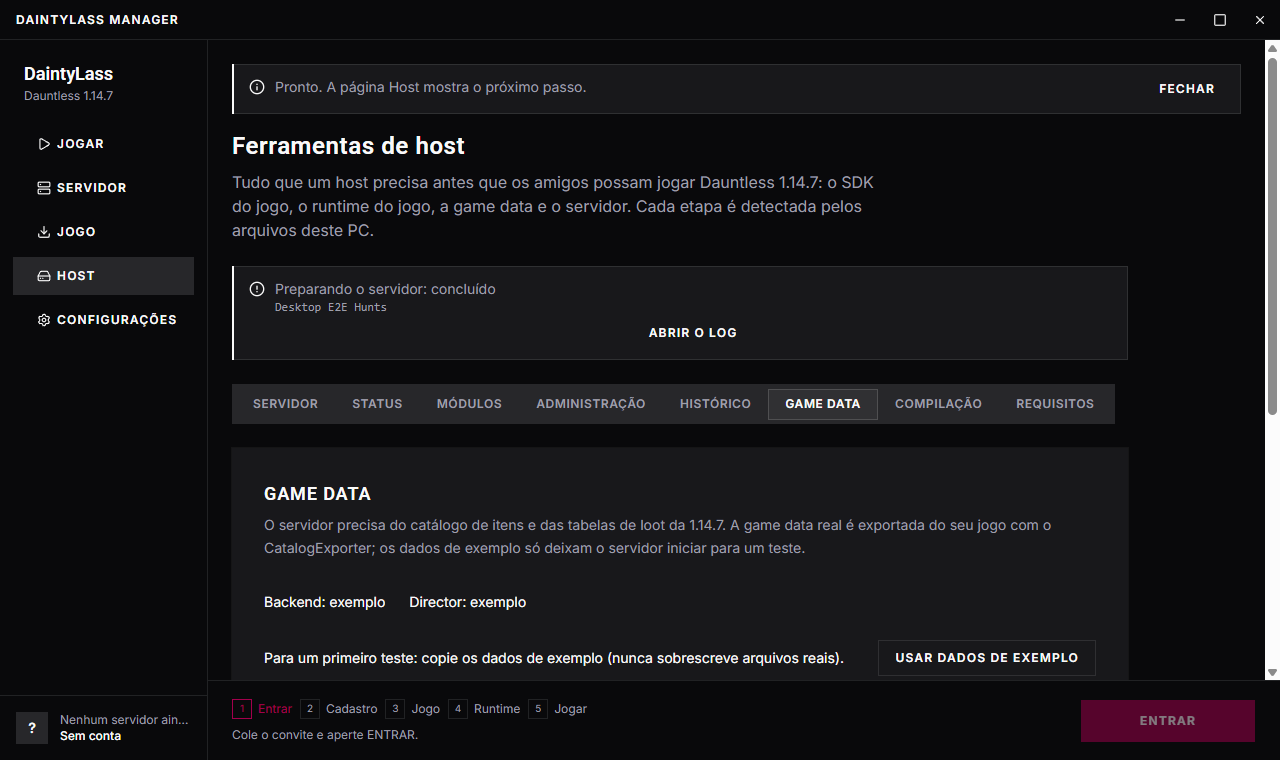 DAINTYLASS MANAGER
DaintyLass
Dauntless 1.14.7
JOGAR
SERVIDOR
JOGO
HOST
CONFIGURAÇÕES
?
Nenhum servidor ain...
Sem conta
Pronto. A página Host mostra o próximo passo.
FECHAR
Ferramentas de host
Tudo que um host precisa antes que os amigos possam jogar Dauntless 1.14.7: o SDK
do jogo, o runtime do jogo, a game data e o servidor. Cada etapa é detectada pelos
arquivos deste PC.
Preparando o servidor: concluído
Desktop E2E Hunts
ABRIR O LOG
SERVIDOR STATUS MÓDULOS ADMINISTRAÇÃO HISTÓRICO GAME DATA COMPILAÇÃO REQUISITOS
GAME DATA
O servidor precisa do catálogo de itens e das tabelas de loot da 1.14.7. A game data real é exportada do seu jogo com o
CatalogExporter; os dados de exemplo só deixam o servidor iniciar para um teste.
Backend: exemplo Director: exemplo
Para um primeiro teste: copie os dados de exemplo (nunca sobrescreve arquivos reais). USAR DADOS DE EXEMPLO
1 Entrar 2 Cadastro 3 Jogo 4 Runtime 5 Jogar
Cole o convite e aperte ENTRAR.
ENTRAR